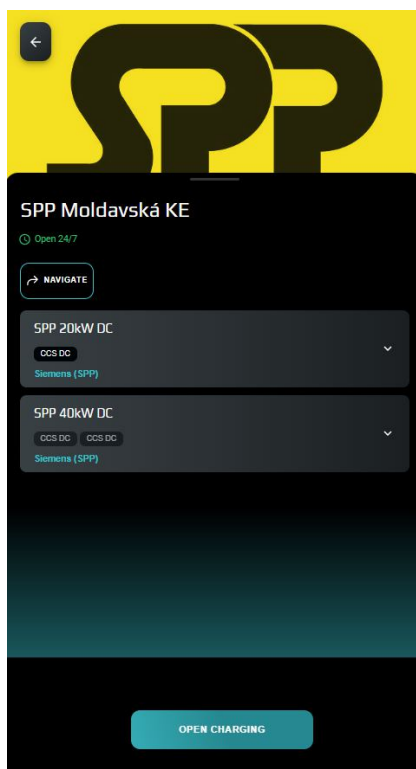 SPP
SPP Moldavská KE
Open 24/7
NAVIGATE
SPP 20kW DC
CCS DC
Siemens (SPP)
SPP 40kW DC
CCS DC CCS DC
Siemens (SPP)
OPEN CHARGING